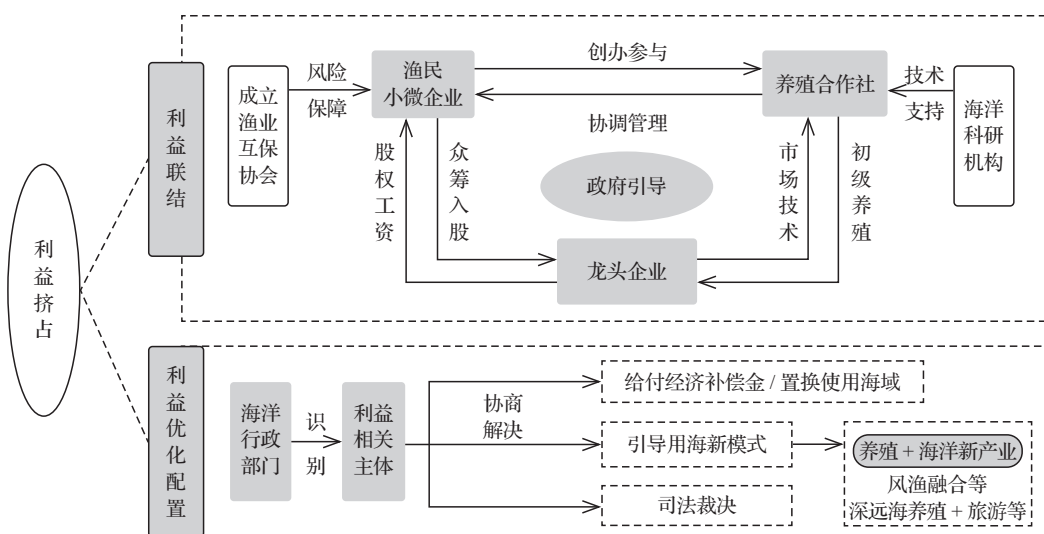 利益挤占
利益联结
成立
渔业
互保
协会
风险
保障
渔民
小微企业
创办参与
协调管理
养殖合作社
技术
支持
海洋
科研
机构
股权工资
众筹入股
政府引导
市场技术
初级养殖
龙头企业
利益优化配置
海洋
行政
部门
识别
利益
相关
主体
协商
解决
给付经济补偿金 / 置换使用海域
引导用海新模式
司法裁决
养殖 + 海洋新产业
风渔融合等
深远海养殖 + 旅游等